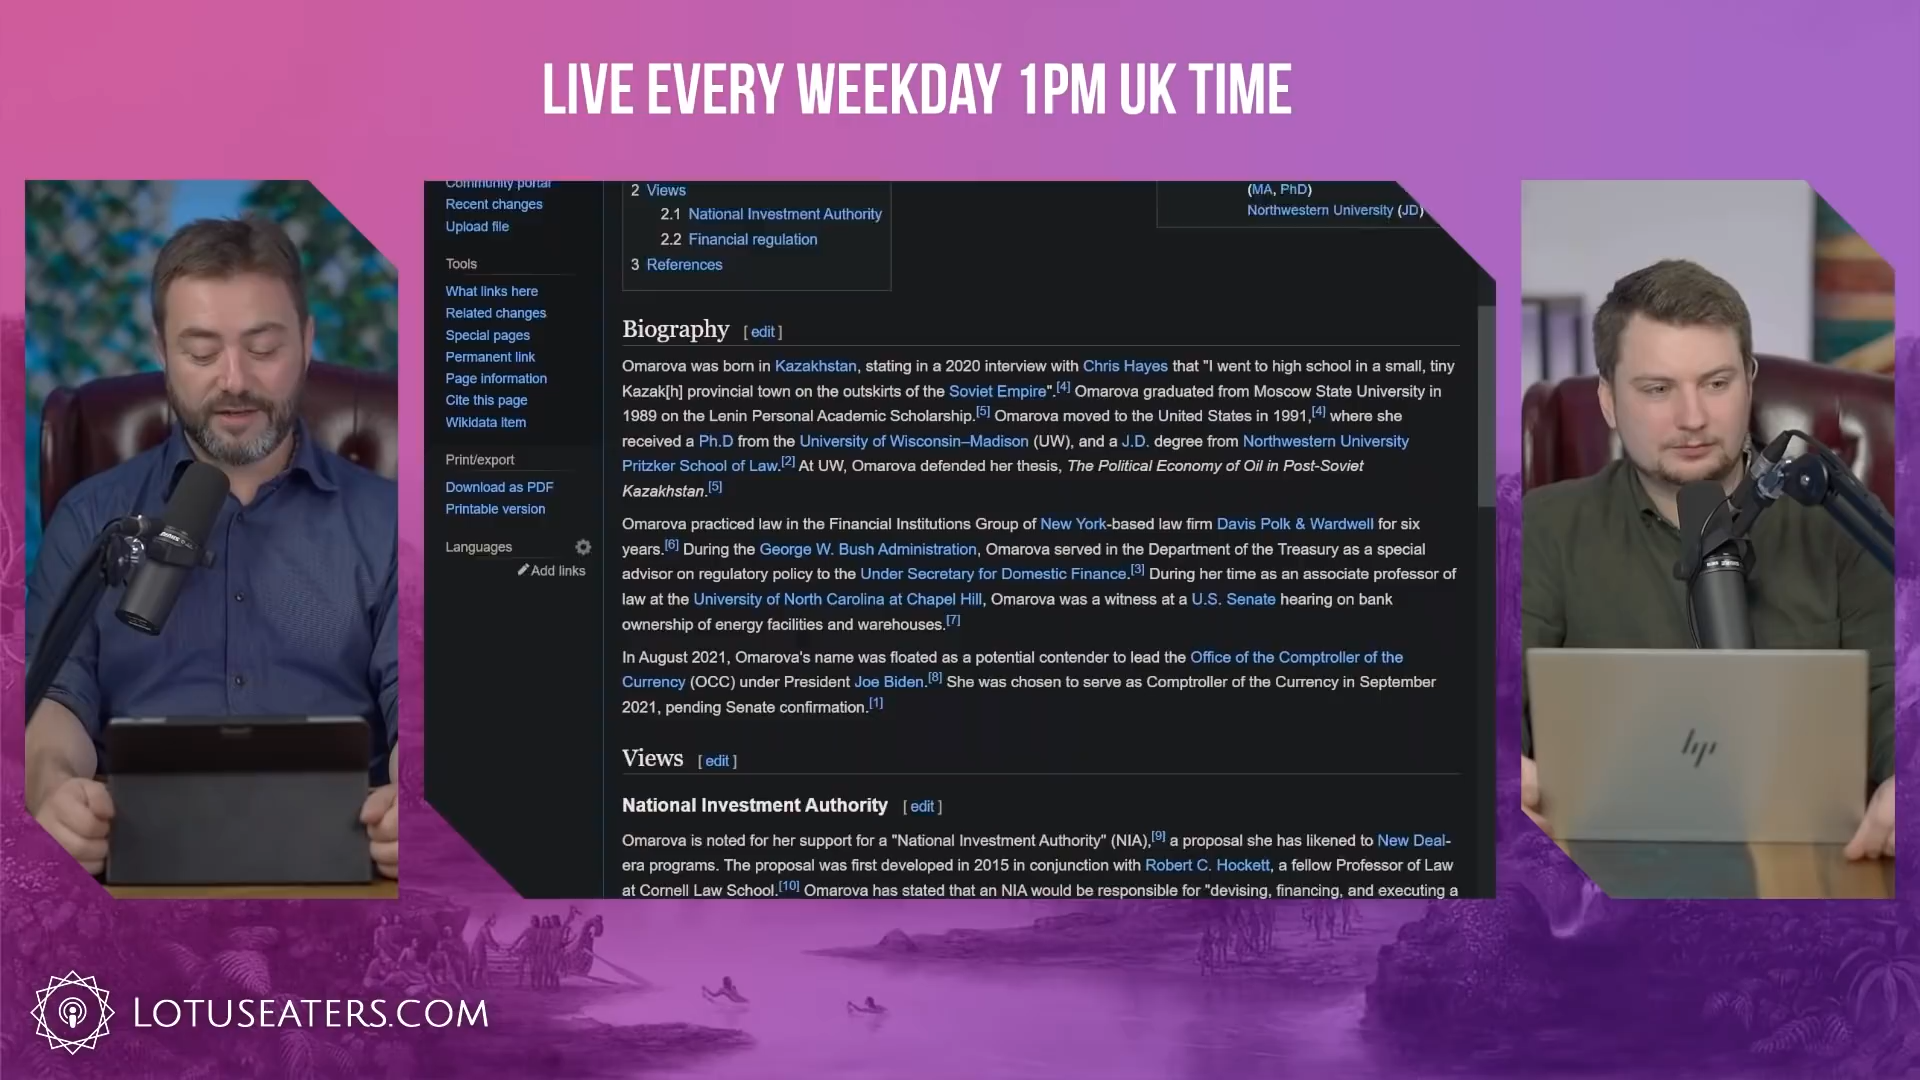 LIVE EVERY WEEKDAY 1PM UK TIME
Community portal
Recent changes
Upload file
Tools
What links here
Related changes
Special pages
Permanent link
Page information
Cite this page
Wikidata item
Print/export
Download as PDF
Printable version
Languages
Add links
2 Views
2.1 National Investment Authority
2.2 Financial regulation
3 References
(MA, PhD)
Northwestern University (JD)
Biography [ edit ]
Omarova was born in Kazakhstan, stating in a 2020 interview with Chris Hayes that "I went to high school in a small, tiny
Kazak[h] provincial town on the outskirts of the Soviet Empire".[4] Omarova graduated from Moscow State University in
1989 on the Lenin Personal Academic Scholarship.[5] Omarova moved to the United States in 1991,[4] where she
received a Ph.D from the University of Wisconsin–Madison (UW), and a J.D. degree from Northwestern University
Pritzker School of Law.[2] At UW, Omarova defended her thesis, The Political Economy of Oil in Post-Soviet
Kazakhstan.[5]
Omarova practiced law in the Financial Institutions Group of New York-based law firm Davis Polk & Wardwell for six
years.[6] During the George W. Bush Administration, Omarova served in the Department of the Treasury as a special
advisor on regulatory policy to the Under Secretary for Domestic Finance.[3] During her time as an associate professor of
law at the University of North Carolina at Chapel Hill, Omarova was a witness at a U.S. Senate hearing on bank
ownership of energy facilities and warehouses.[7]
In August 2021, Omarova's name was floated as a potential contender to lead the Office of the Comptroller of the
Currency (OCC) under President Joe Biden.[8] She was chosen to serve as Comptroller of the Currency in September
2021, pending Senate confirmation.[1]
Views [ edit ]
National Investment Authority [ edit ]
Omarova is noted for her support for a "National Investment Authority" (NIA),[9] a proposal she has likened to New Deal-
era programs. The proposal was first developed in 2015 in conjunction with Robert C. Hockett, a fellow Professor of Law
at Cornell Law School.[10] Omarova has stated that an NIA would be responsible for "devising, financing, and executing a
hp
LOTUSEATERS.COM